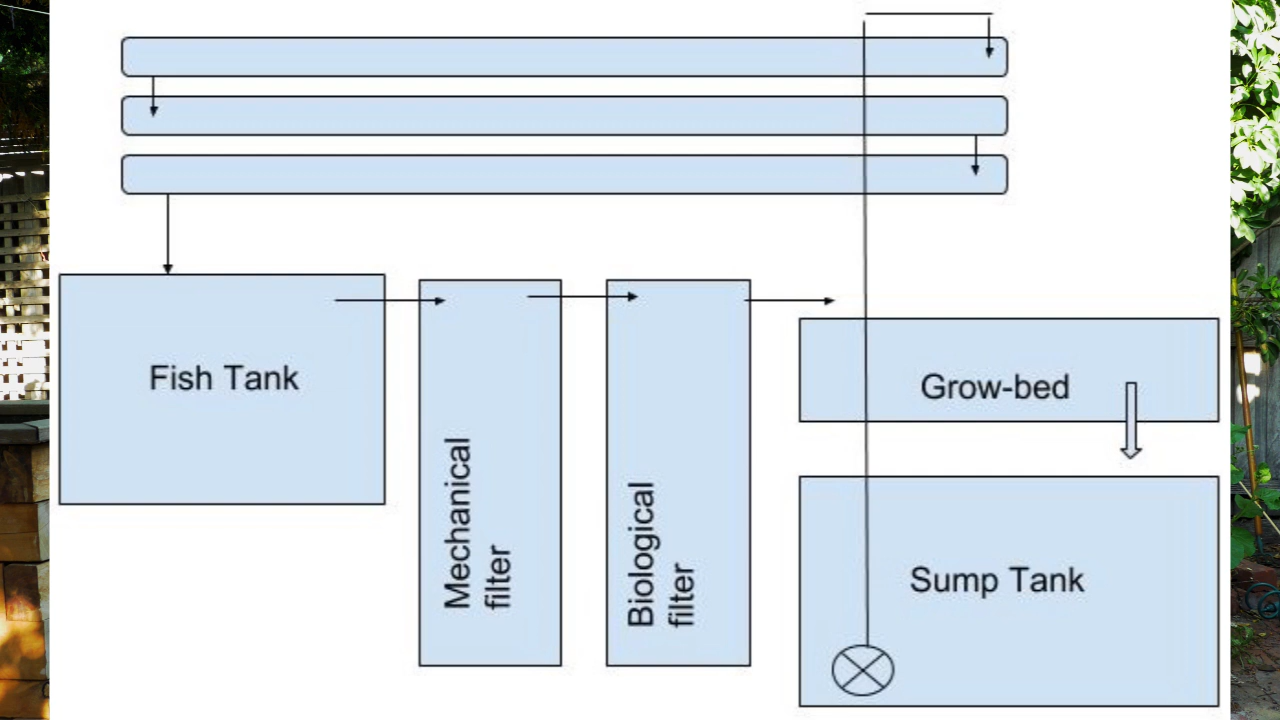 Fish Tank
Mechanical
filter
Biological
filter
Grow-bed
Sump Tank